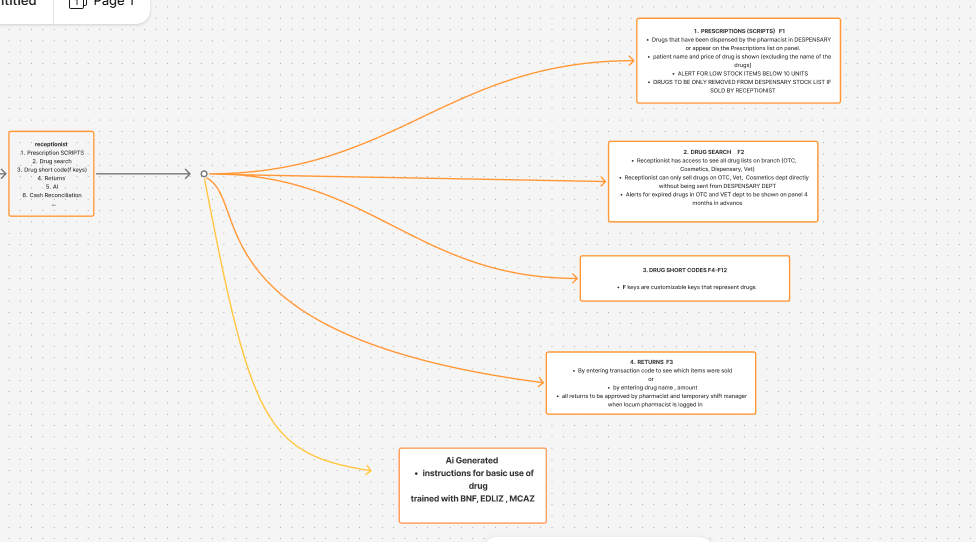 ntitled
Page 1
receptionist
1. Prescription SCRIPTS
2. Drug search
3. Drug short code(f keys)
4. Returns
5. AI
6. Cash Reconciliation
...
1. PRESCRIPTIONS (SCRIPTS) F1
• Drugs that have been dispensed by the pharmacist in DESPENSARY
or appear on the Prescriptions list on panel.
• patient name and price of drug is shown (excluding the name of the
drugs)
• ALERT FOR LOW STOCK ITEMS BELOW 10 UNITS
• DRUGS TO BE ONLY REMOVED FROM DESPENSARY STOCK LIST IF
SOLD BY RECEPTIONIST
2. DRUG SEARCH F2
• Receptionist has access to see all drug lists on branch (OTC,
Cosmetics, Dispensary, Vet)
• Receptionist can only sell drugs on OTC, Vet, Cosmetics dept directly
without being sent from DESPENSARY DEPT
• Alerts for expired drugs in OTC and VET dept to be shown on panel 4
months in advance
3. DRUG SHORT CODES F4-F12
• F keys are customizable keys that represent drugs
4. RETURNS F3
• By entering transaction code to see which items were sold
or
• by entering drug name , amount
• all returns to be approved by pharmacist and temporary shift manager
when locum pharmacist is logged in
Ai Generated
• instructions for basic use of
drug
trained with BNF, EDLIZ , MCAZ